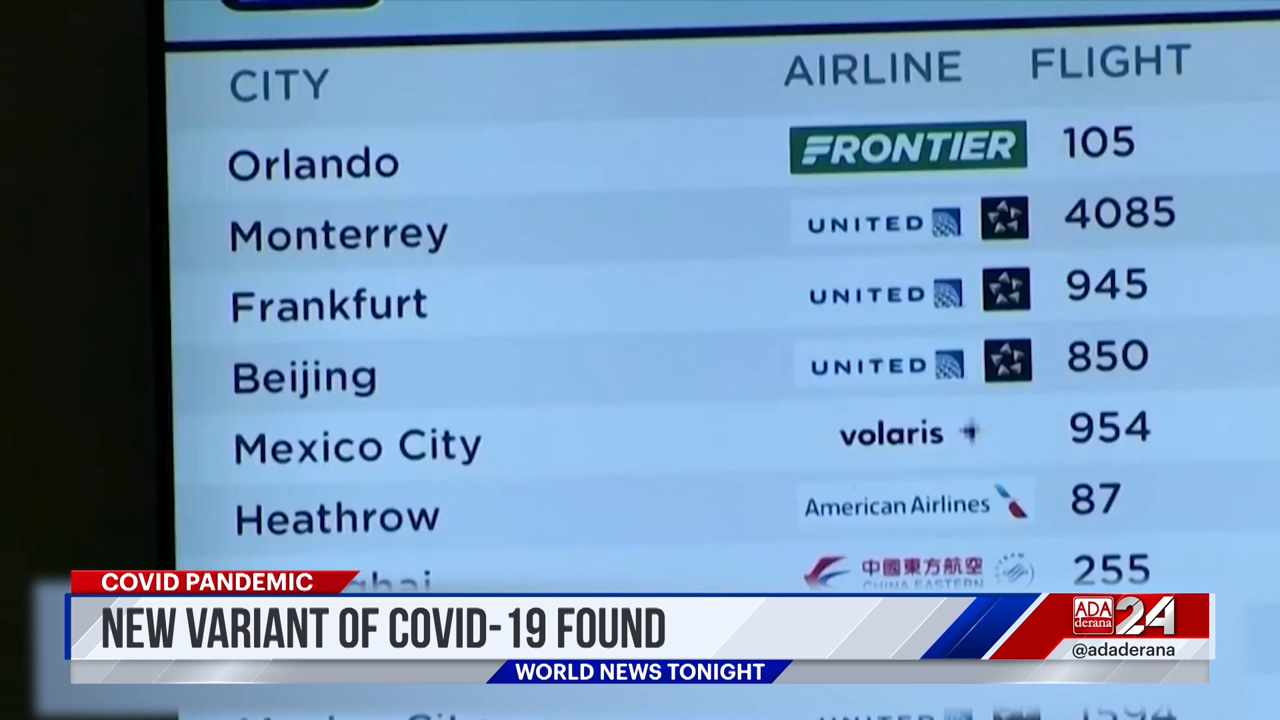 CITY AIRLINE FLIGHT
Orlando FRONTIER 105
Monterrey UNITED 4085
Frankfurt UNITED 945
Beijing UNITED 850
Mexico City volaris 954
Heathrow American Airlines 87
中國東方航空 255
CHINA EASTERN
COVID PANDEMIC
NEW VARIANT OF COVID-19 FOUND
ADA derana 24
@adaderana
WORLD NEWS TONIGHT